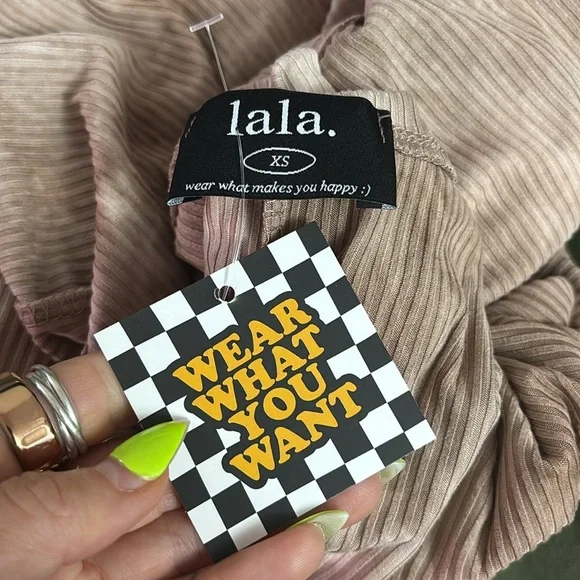 lala.
XS
wear what makes you happy :)
WEAR
WHAT
YOU
WANT